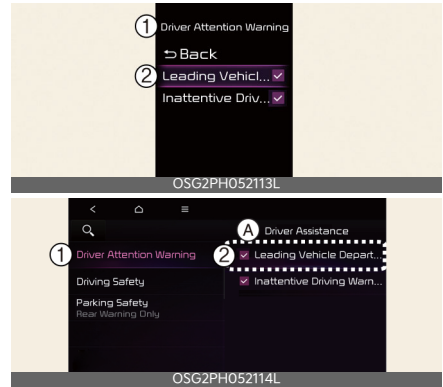 ① Driver Attention Warning
⮌ Back
② Leading Vehicl...
Inattentive Driv...
OSG2PH052113L
Ⓐ Driver Assistance
① Driver Attention Warning
② Leading Vehicle Depart...
Driving Safety
Inattentive Driving Warn...
Parking Safety
Rear Warning Only
OSG2PH052114L